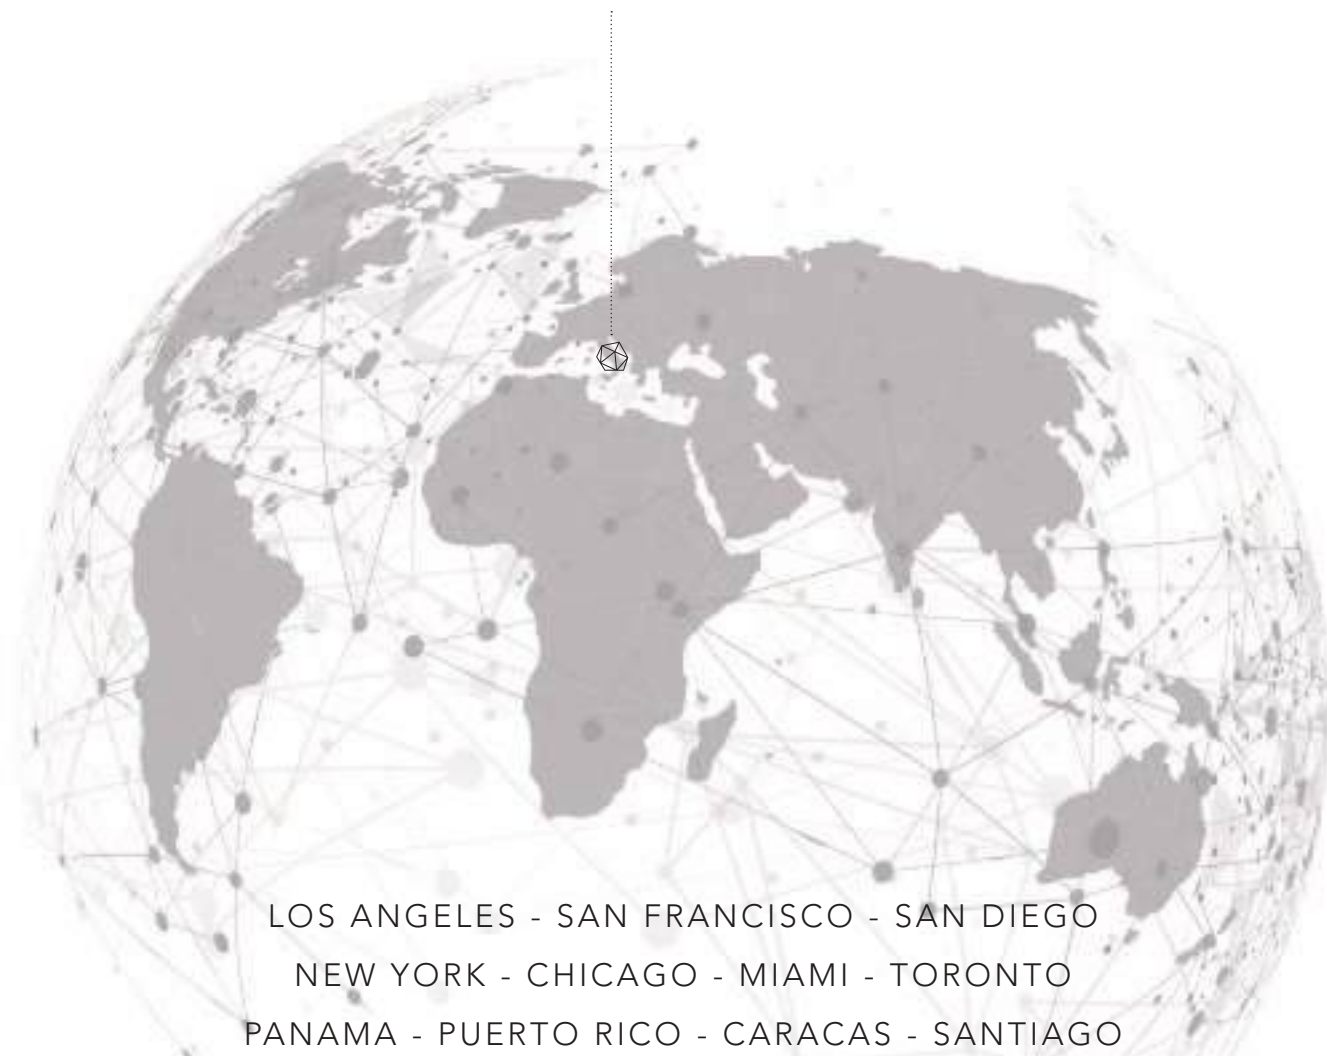 LOS ANGELES - SAN FRANCISCO - SAN DIEGO
NEW YORK - CHICAGO - MIAMI - TORONTO
PANAMA - PUERTO RICO - CARACAS - SANTIAGO